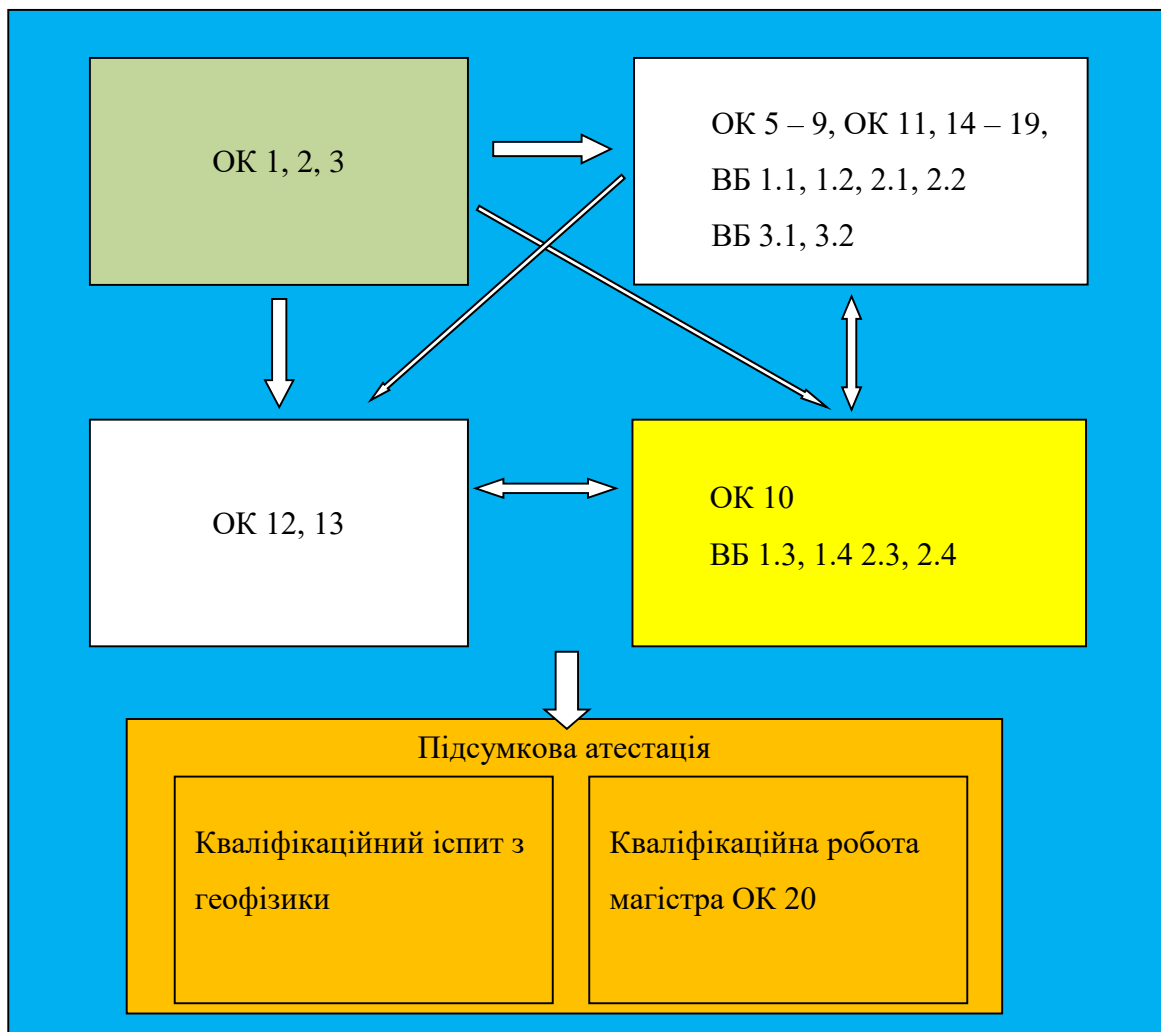 ОК 1, 2, 3
ОК 5 – 9, ОК 11, 14 – 19,
ВБ 1.1, 1.2, 2.1, 2.2
ВБ 3.1, 3.2
ОК 12, 13
ОК 10
ВБ 1.3, 1.4 2.3, 2.4
Підсумкова атестація
Кваліфікаційний іспит з
геофізики
Кваліфікаційна робота
магістра ОК 20